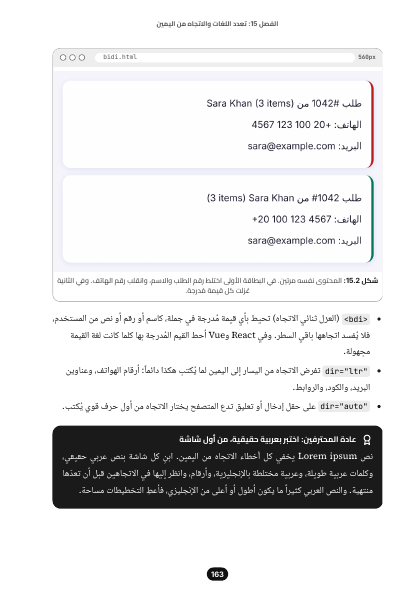 الفصل 15: تعدد اللغات والاتجاه من اليمين
bidi.html
560px
طلب #1042 من Sara Khan (3 items)
الهاتف: +20 100 123 4567
البريد: sara@example.com
طلب #1042 من Sara Khan (3 items)
الهاتف: 4567 123 100 20+
البريد: sara@example.com
شكل 15.2: المحتوى نفسه مرتين. في البطاقة الأولى اختلط رقم الطلب والاسم، وانقلب رقم الهاتف. وفي الثانية
عُزلت كل قيمة مُدرجة.
<bdi> (العزل ثنائي الاتجاه) تحيط بأي قيمة مُدرجة في جملة، كاسم أو رقم أو نص من المستخدم،
فلا يُفسد اتجاهها باقي السطر. وفي React وVue أحط القيم المُدرجة بها كلما كانت لغة القيمة
مجهولة.
dir="ltr" تفرض الاتجاه من اليسار إلى اليمين لما يُكتب هكذا دائماً: أرقام الهواتف، وعناوين
البريد، والكود، والروابط.
dir="auto" على حقل إدخال أو تعليق تدع المتصفح يختار الاتجاه من أول حرف قوي يُكتب.
عادة المحترفين: اختبر بعربية حقيقية، من أول شاشة
نص Lorem ipsum يخفي كل أخطاء الاتجاه من اليمين. ابنِ كل شاشة بنص عربي حقيقي،
وكلمات عربية طويلة، وعربية مختلطة بالإنجليزية، وأرقام، وانظر إليها في الاتجاهين قبل أن تعدّها
منتهية. والنص العربي كثيراً ما يكون أطول أو أعلى من الإنجليزي، فأعطِ التخطيطات مساحة.
163